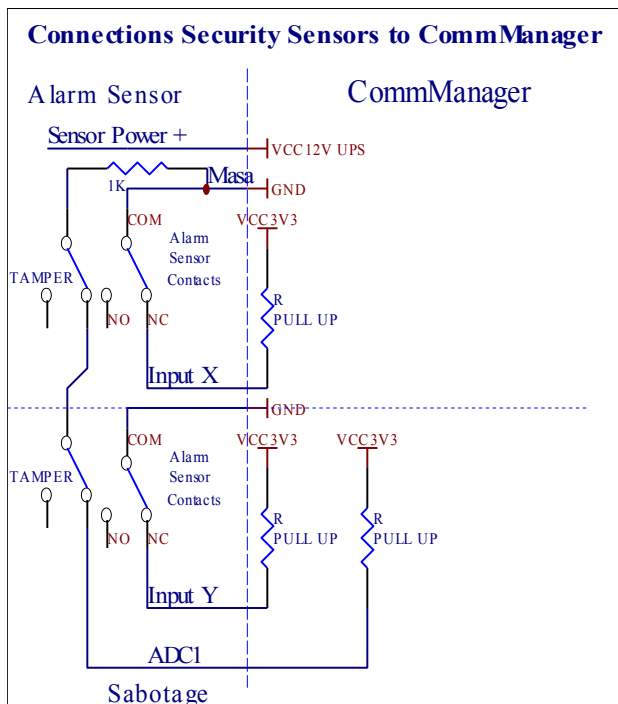 Connections Security Sensors to CommManager
Alarm Sensor
CommManager
Sensor Power +
VCC12V UPS
1K
Masa
GND
COM
VCC3V3
Alarm
Sensor
Contacts
TAMPER
R
PULL UP
NO
NC
Input X
GND
COM
VCC3V3
VCC3V3
Alarm
Sensor
Contacts
TAMPER
R
PULL UP
R
PULL UP
NO
NC
Input Y
ADC1
Sabotage